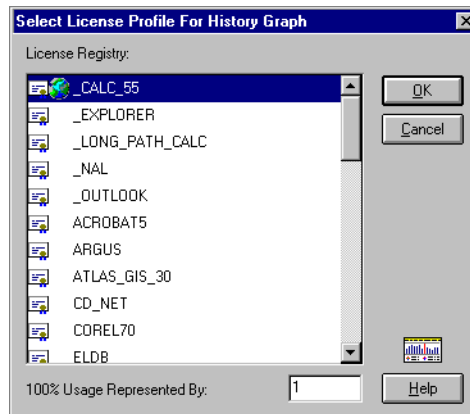 Select License Profile For History Graph
License Registry:
_CALC_55
OK
_EXPLORER
Cancel
_LONG_PATH_CALC
_NAL
_OUTLOOK
ACROBAT5
ARGUS
ATLAS_GIS_30
CD_NET
COREL70
ELDB
100% Usage Represented By:
1
Help